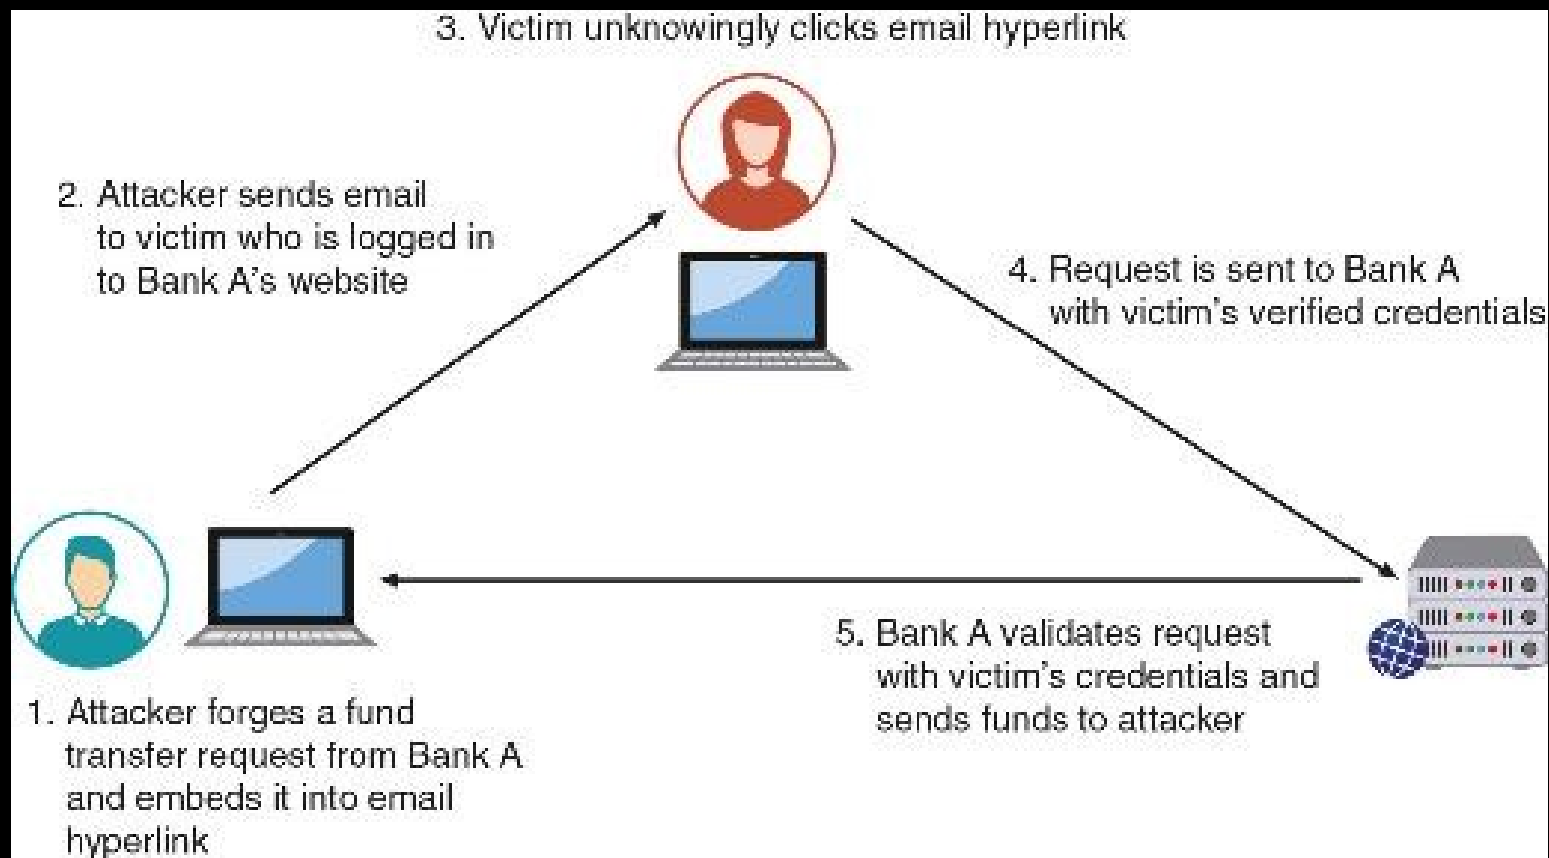 3. Victim unknowingly clicks email hyperlink
2. Attacker sends email
to victim who is logged in
to Bank A's website
4. Request is sent to Bank A
with victim's verified credentials
5. Bank A validates request
with victim's credentials and
sends funds to attacker
1. Attacker forges a fund
transfer request from Bank A
and embeds it into email
hyperlink